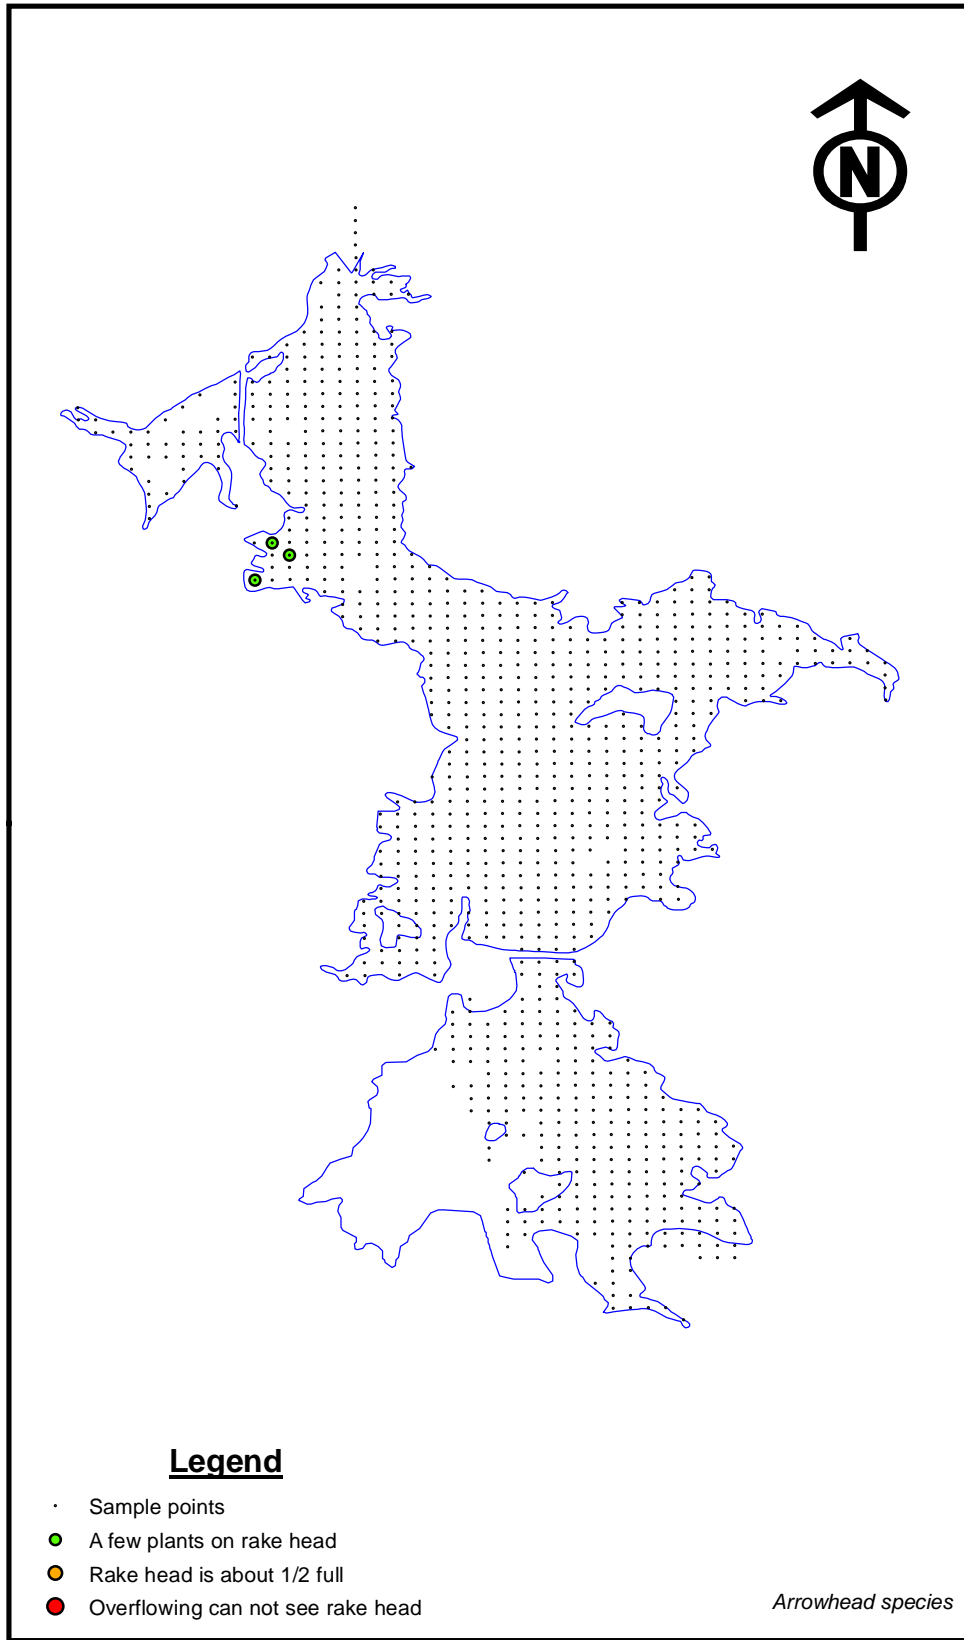 N
Legend
Sample points
A few plants on rake head
Rake head is about 1/2 full
Overflowing can not see rake head
Arrowhead species